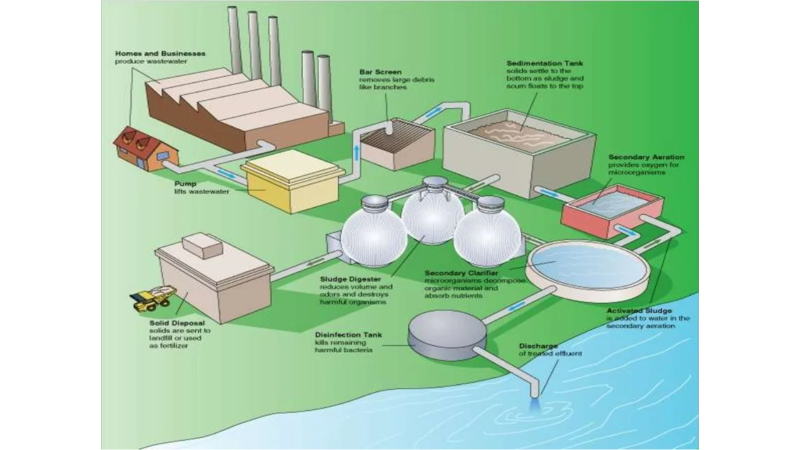 Homes and Businesses
produce wastewater
Bar Screen
removes large debris
like branches
Sedimentation Tank
solids settle to the
bottom as sludge and
scum floats to the top
Secondary Aeration
provides oxygen for
microorganisms
Pump
lifts wastewater
Sludge Digester
reduces volume and
odors and destroys
harmful organisms
Secondary Clarifier
microorganisms decompose
organic material and
absorb nutrients
Activated Sludge
is added to water in the
secondary aeration
Solid Disposal
solids are sent to
landfill or used
as fertilizer
Disinfection Tank
kills remaining
harmful bacteria
Discharge
of treated effluent